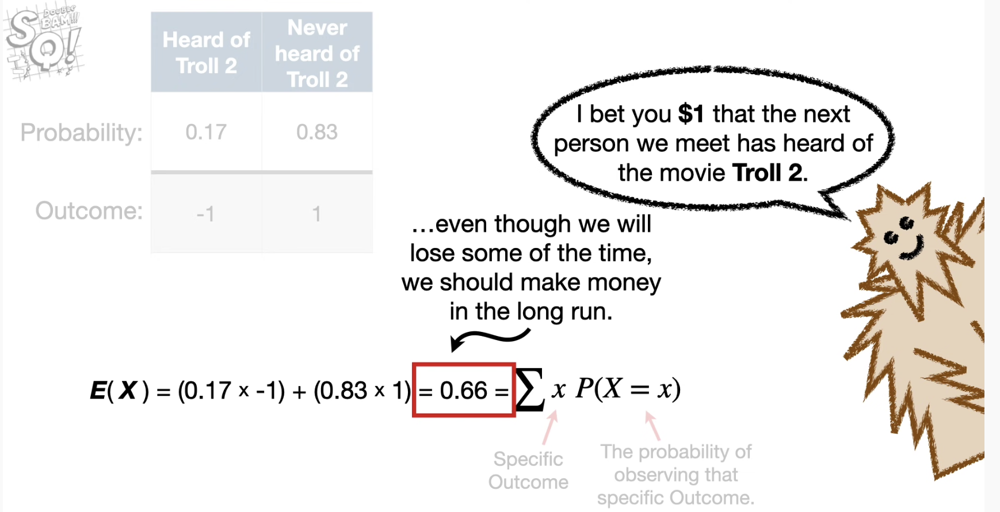 DOUBLE
BAM!!!
SQ!
Heard of
Troll 2
Never
heard of
Troll 2
Probability:
0.17
0.83
Outcome:
-1
1
I bet you $1 that the next
person we meet has heard of
the movie Troll 2.
…even though we will
lose some of the time,
we should make money
in the long run.
E( X ) = (0.17 x -1) + (0.83 x 1) = 0.66 = ∑ x P(X = x)
Specific
Outcome
The probability of
observing that
specific Outcome.